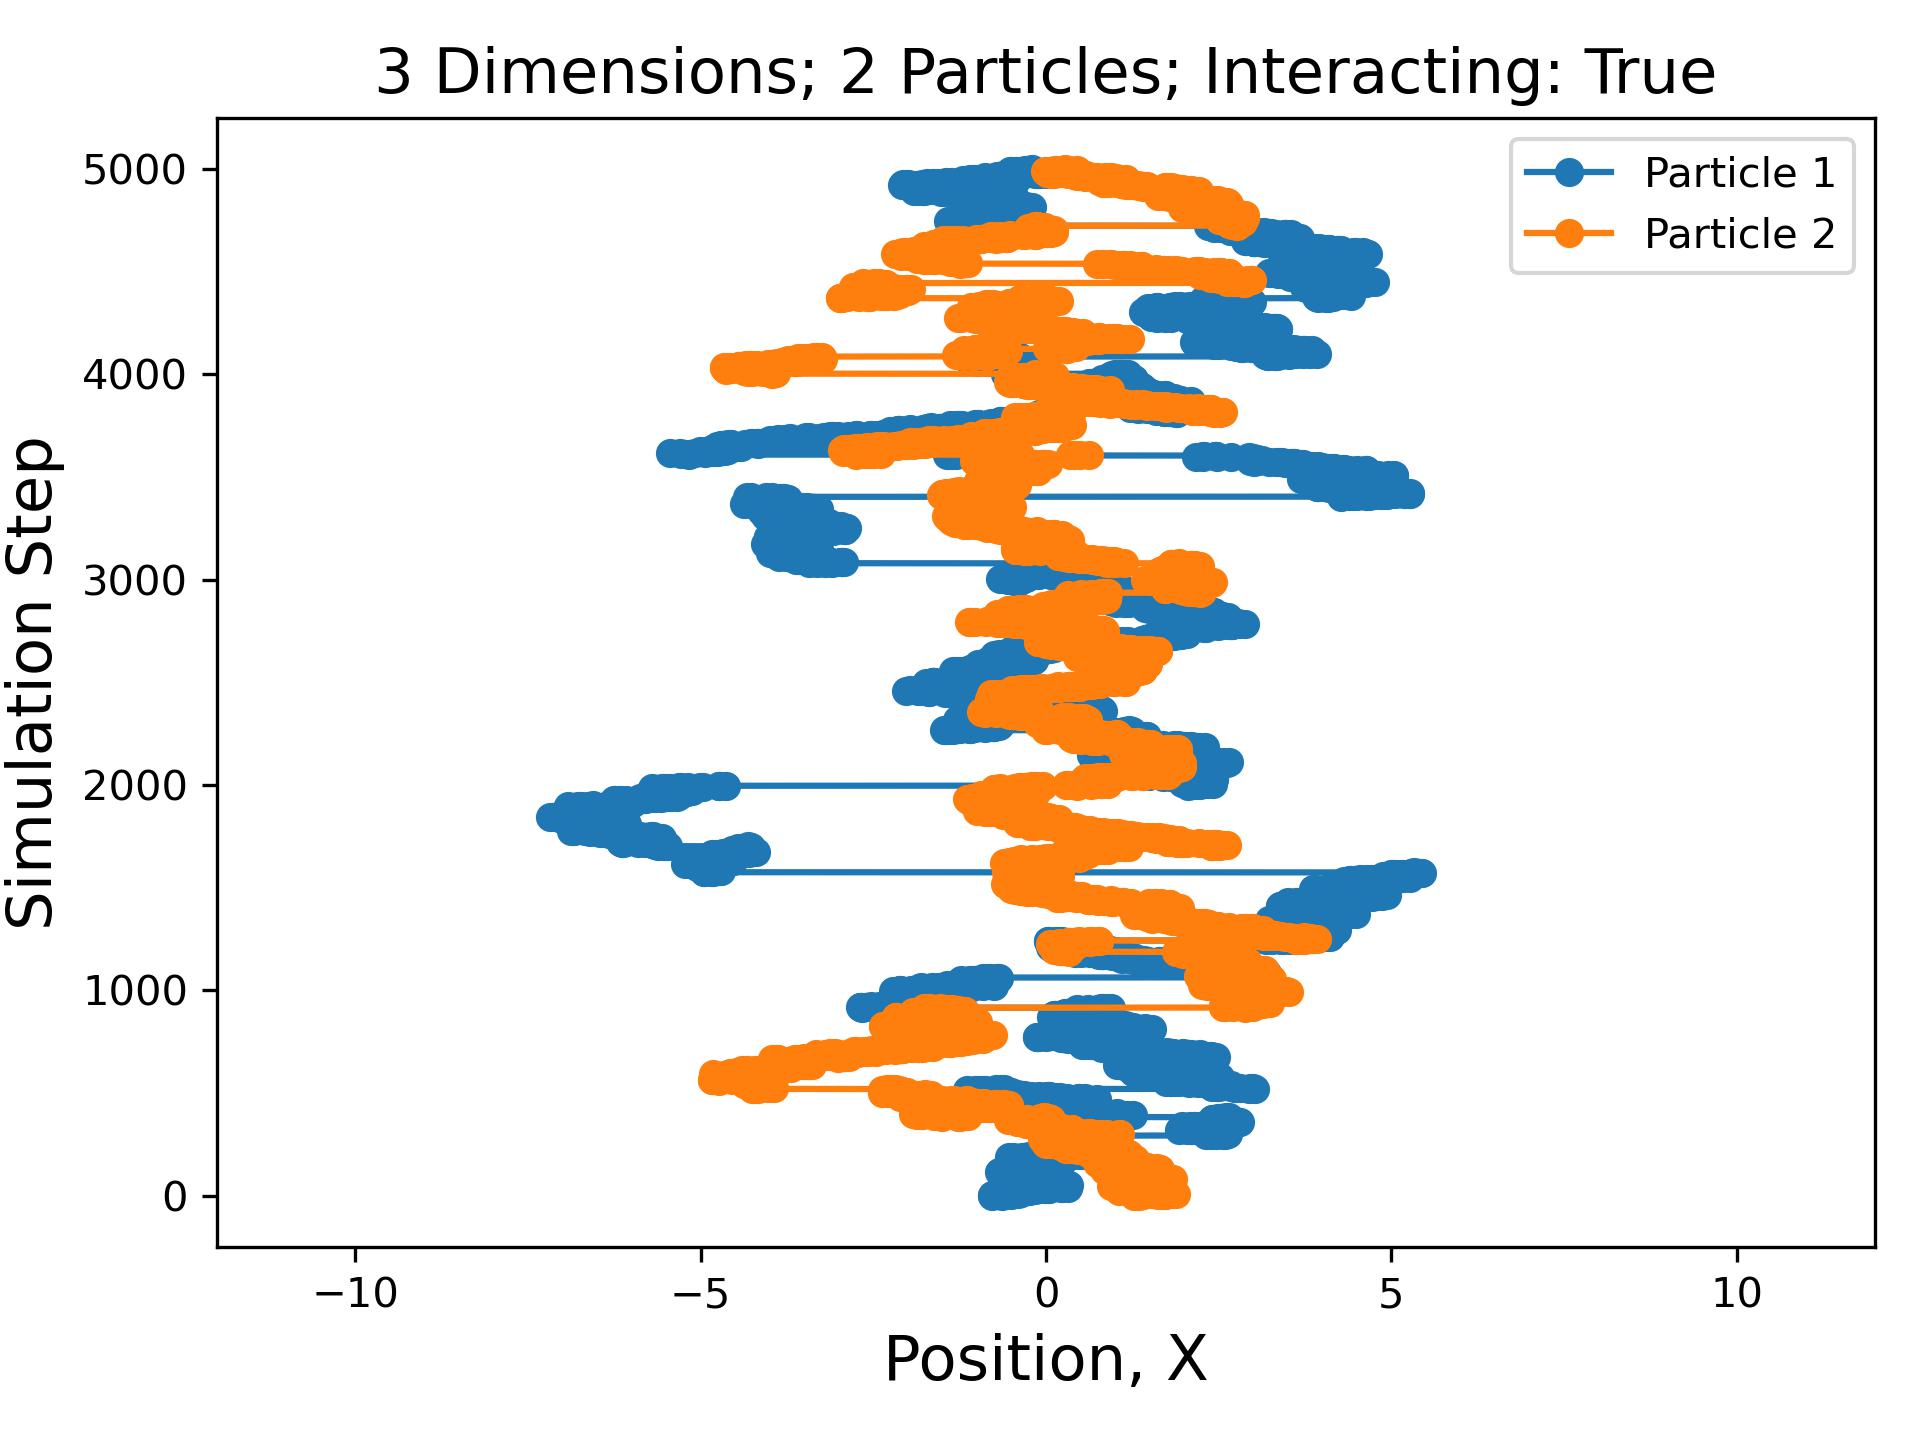 3 Dimensions; 2 Particles; Interacting: True
Particle 1
Particle 2
5000
4000
3000
2000
1000
0
Simulation Step
−10
−5
0
5
10
Position, X